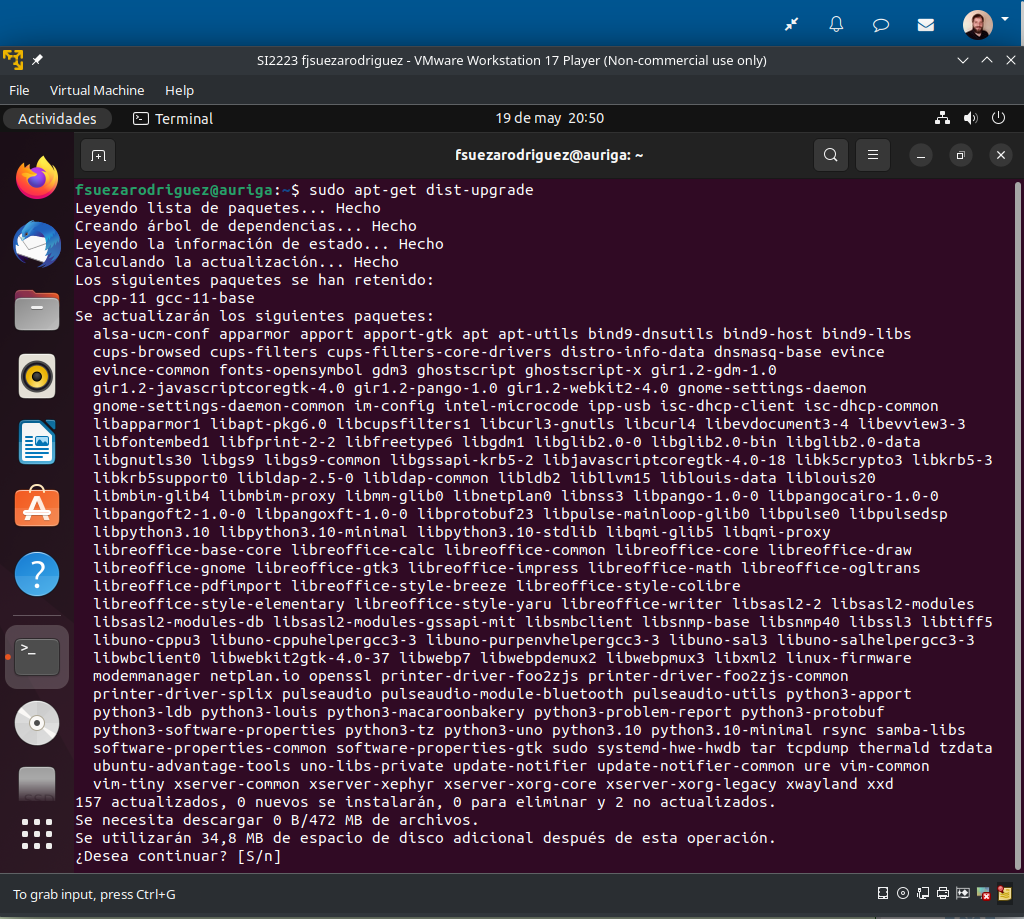 SI2223 fjsuezarodriguez - VMware Workstation 17 Player (Non-commercial use only)
File Virtual Machine Help
Actividades Terminal 19 de may 20:50
fsuezarodriguez@auriga: ~
fsuezarodriguez@auriga:~$ sudo apt-get dist-upgrade
Leyendo lista de paquetes... Hecho
Creando árbol de dependencias... Hecho
Leyendo la información de estado... Hecho
Calculando la actualización... Hecho
Los siguientes paquetes se han retenido:
cpp-11 gcc-11-base
Se actualizarán los siguientes paquetes:
alsa-ucm-conf apparmor apport apport-gtk apt apt-utils bind9-dnsutils bind9-host bind9-libs
cups-browsed cups-filters cups-filters-core-drivers distro-info-data dnsmasq-base evince
evince-common fonts-opensymbol gdm3 ghostscript ghostscript-x gir1.2-gdm-1.0
gir1.2-javascriptcoregtk-4.0 gir1.2-pango-1.0 gir1.2-webkit2-4.0 gnome-settings-daemon
gnome-settings-daemon-common im-config intel-microcode ipp-usb isc-dhcp-client isc-dhcp-common
libapparmor1 libapt-pkg6.0 libcupsfilters1 libcurl3-gnutls libcurl4 libevdocument3-4 libevview3-3
libfontembed1 libfprint-2-2 libfreetype6 libgdm1 libglib2.0-0 libglib2.0-bin libglib2.0-data
libgnutls30 libgs9 libgs9-common libgssapi-krb5-2 libjavascriptcoregtk-4.0-18 libk5crypto3 libkrb5-3
libkrb5support0 libldap-2.5-0 libldap-common libldb2 libllvm15 liblouis-data liblouis20
libmbim-glib4 libmbim-proxy libmm-glib0 libnetplan0 libnss3 libpango-1.0-0 libpangocairo-1.0-0
libpangoft2-1.0-0 libpangoxft-1.0-0 libprotobuf23 libpulse-mainloop-glib0 libpulse0 libpulsedsp
libpython3.10 libpython3.10-minimal libpython3.10-stdlib libqmi-glib5 libqmi-proxy
libreoffice-base-core libreoffice-calc libreoffice-common libreoffice-core libreoffice-draw
libreoffice-gnome libreoffice-gtk3 libreoffice-impress libreoffice-math libreoffice-ogltrans
libreoffice-pdfimport libreoffice-style-breeze libreoffice-style-colibre
libreoffice-style-elementary libreoffice-style-yaru libreoffice-writer libsasl2-2 libsasl2-modules
libsasl2-modules-db libsasl2-modules-gssapi-mit libsmbclient libsnmp-base libsnmp40 libssl3 libtiff5
libuno-cppu3 libuno-cppuhelpergcc3-3 libuno-purpenvhelpergcc3-3 libuno-sal3 libuno-salhelpergcc3-3
libwbclient0 libwebkit2gtk-4.0-37 libwebp7 libwebpdemux2 libwebpmux3 libxml2 linux-firmware
modemmanager netplan.io openssl printer-driver-foo2zjs printer-driver-foo2zjs-common
printer-driver-splix pulseaudio pulseaudio-module-bluetooth pulseaudio-utils python3-apport
python3-ldb python3-louis python3-macaroonbakery python3-problem-report python3-protobuf
python3-software-properties python3-tz python3-uno python3.10 python3.10-minimal rsync samba-libs
software-properties-common software-properties-gtk sudo systemd-hwe-hwdb tar tcpdump thermald tzdata
ubuntu-advantage-tools uno-libs-private update-notifier update-notifier-common ure vim-common
vim-tiny xserver-common xserver-xephyr xserver-xorg-core xserver-xorg-legacy xwayland xxd
157 actualizados, 0 nuevos se instalarán, 0 para eliminar y 2 no actualizados.
Se necesita descargar 0 B/472 MB de archivos.
Se utilizarán 34,8 MB de espacio de disco adicional después de esta operación.
¿Desea continuar? [S/n]
To grab input, press Ctrl+G